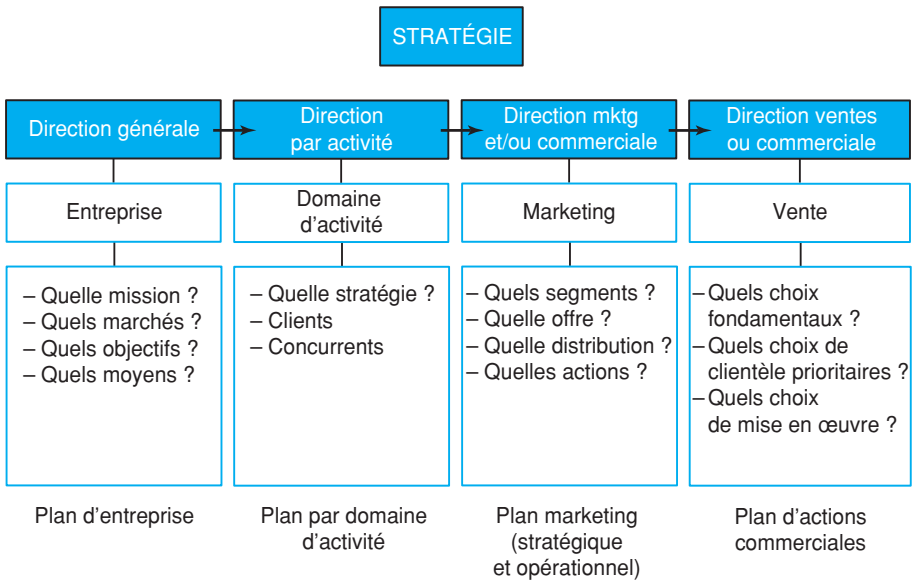 STRATÉGIE
Direction générale
Direction
par activité
Direction mktg
et/ou commerciale
Direction ventes
ou commerciale
Entreprise
Domaine
d’activité
Marketing
Vente
– Quelle mission ?
– Quels marchés ?
– Quels objectifs ?
– Quels moyens ?
– Quelle stratégie ?
– Clients
– Concurrents
– Quels segments ?
– Quelle offre ?
– Quelle distribution ?
– Quelles actions ?
– Quels choix
fondamentaux ?
– Quels choix de
clientèle prioritaires ?
– Quels choix
de mise en œuvre ?
Plan d’entreprise
Plan par domaine
d’activité
Plan marketing
(stratégique
et opérationnel)
Plan d’actions
commerciales